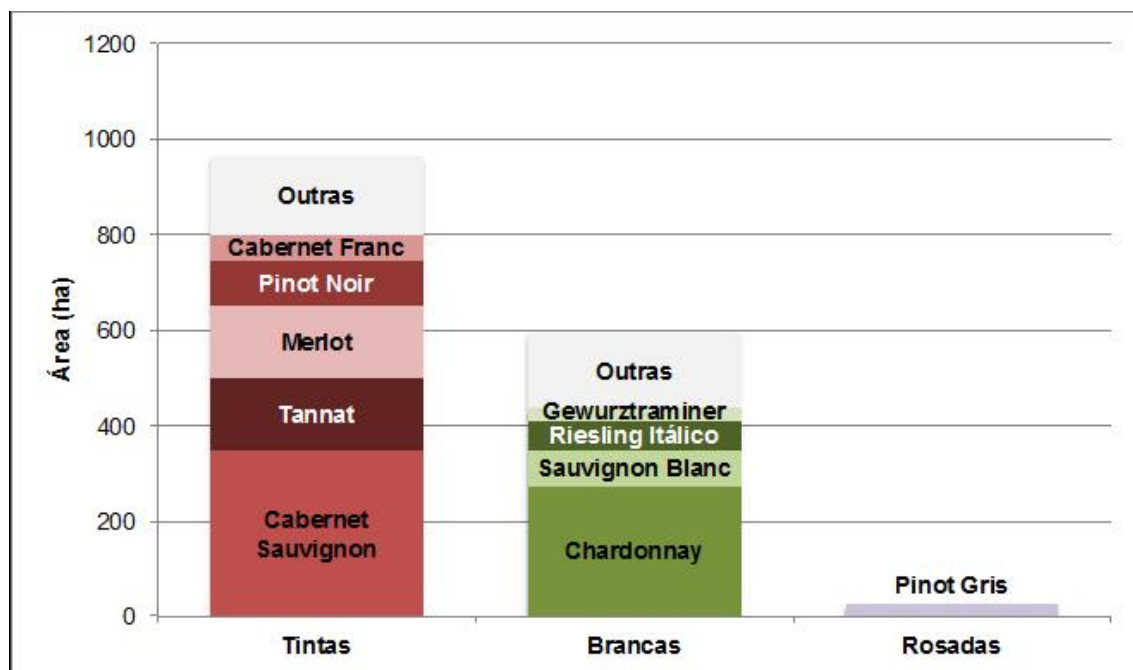 1200
1000
800
600
400
200
0
Área (ha)
Outras
Cabernet Franc
Pinot Noir
Merlot
Tannat
Cabernet
Sauvignon
Outras
Gewurztraminer
Riesling Itálico
Sauvignon Blanc
Chardonnay
Pinot Gris
Tintas
Brancas
Rosadas